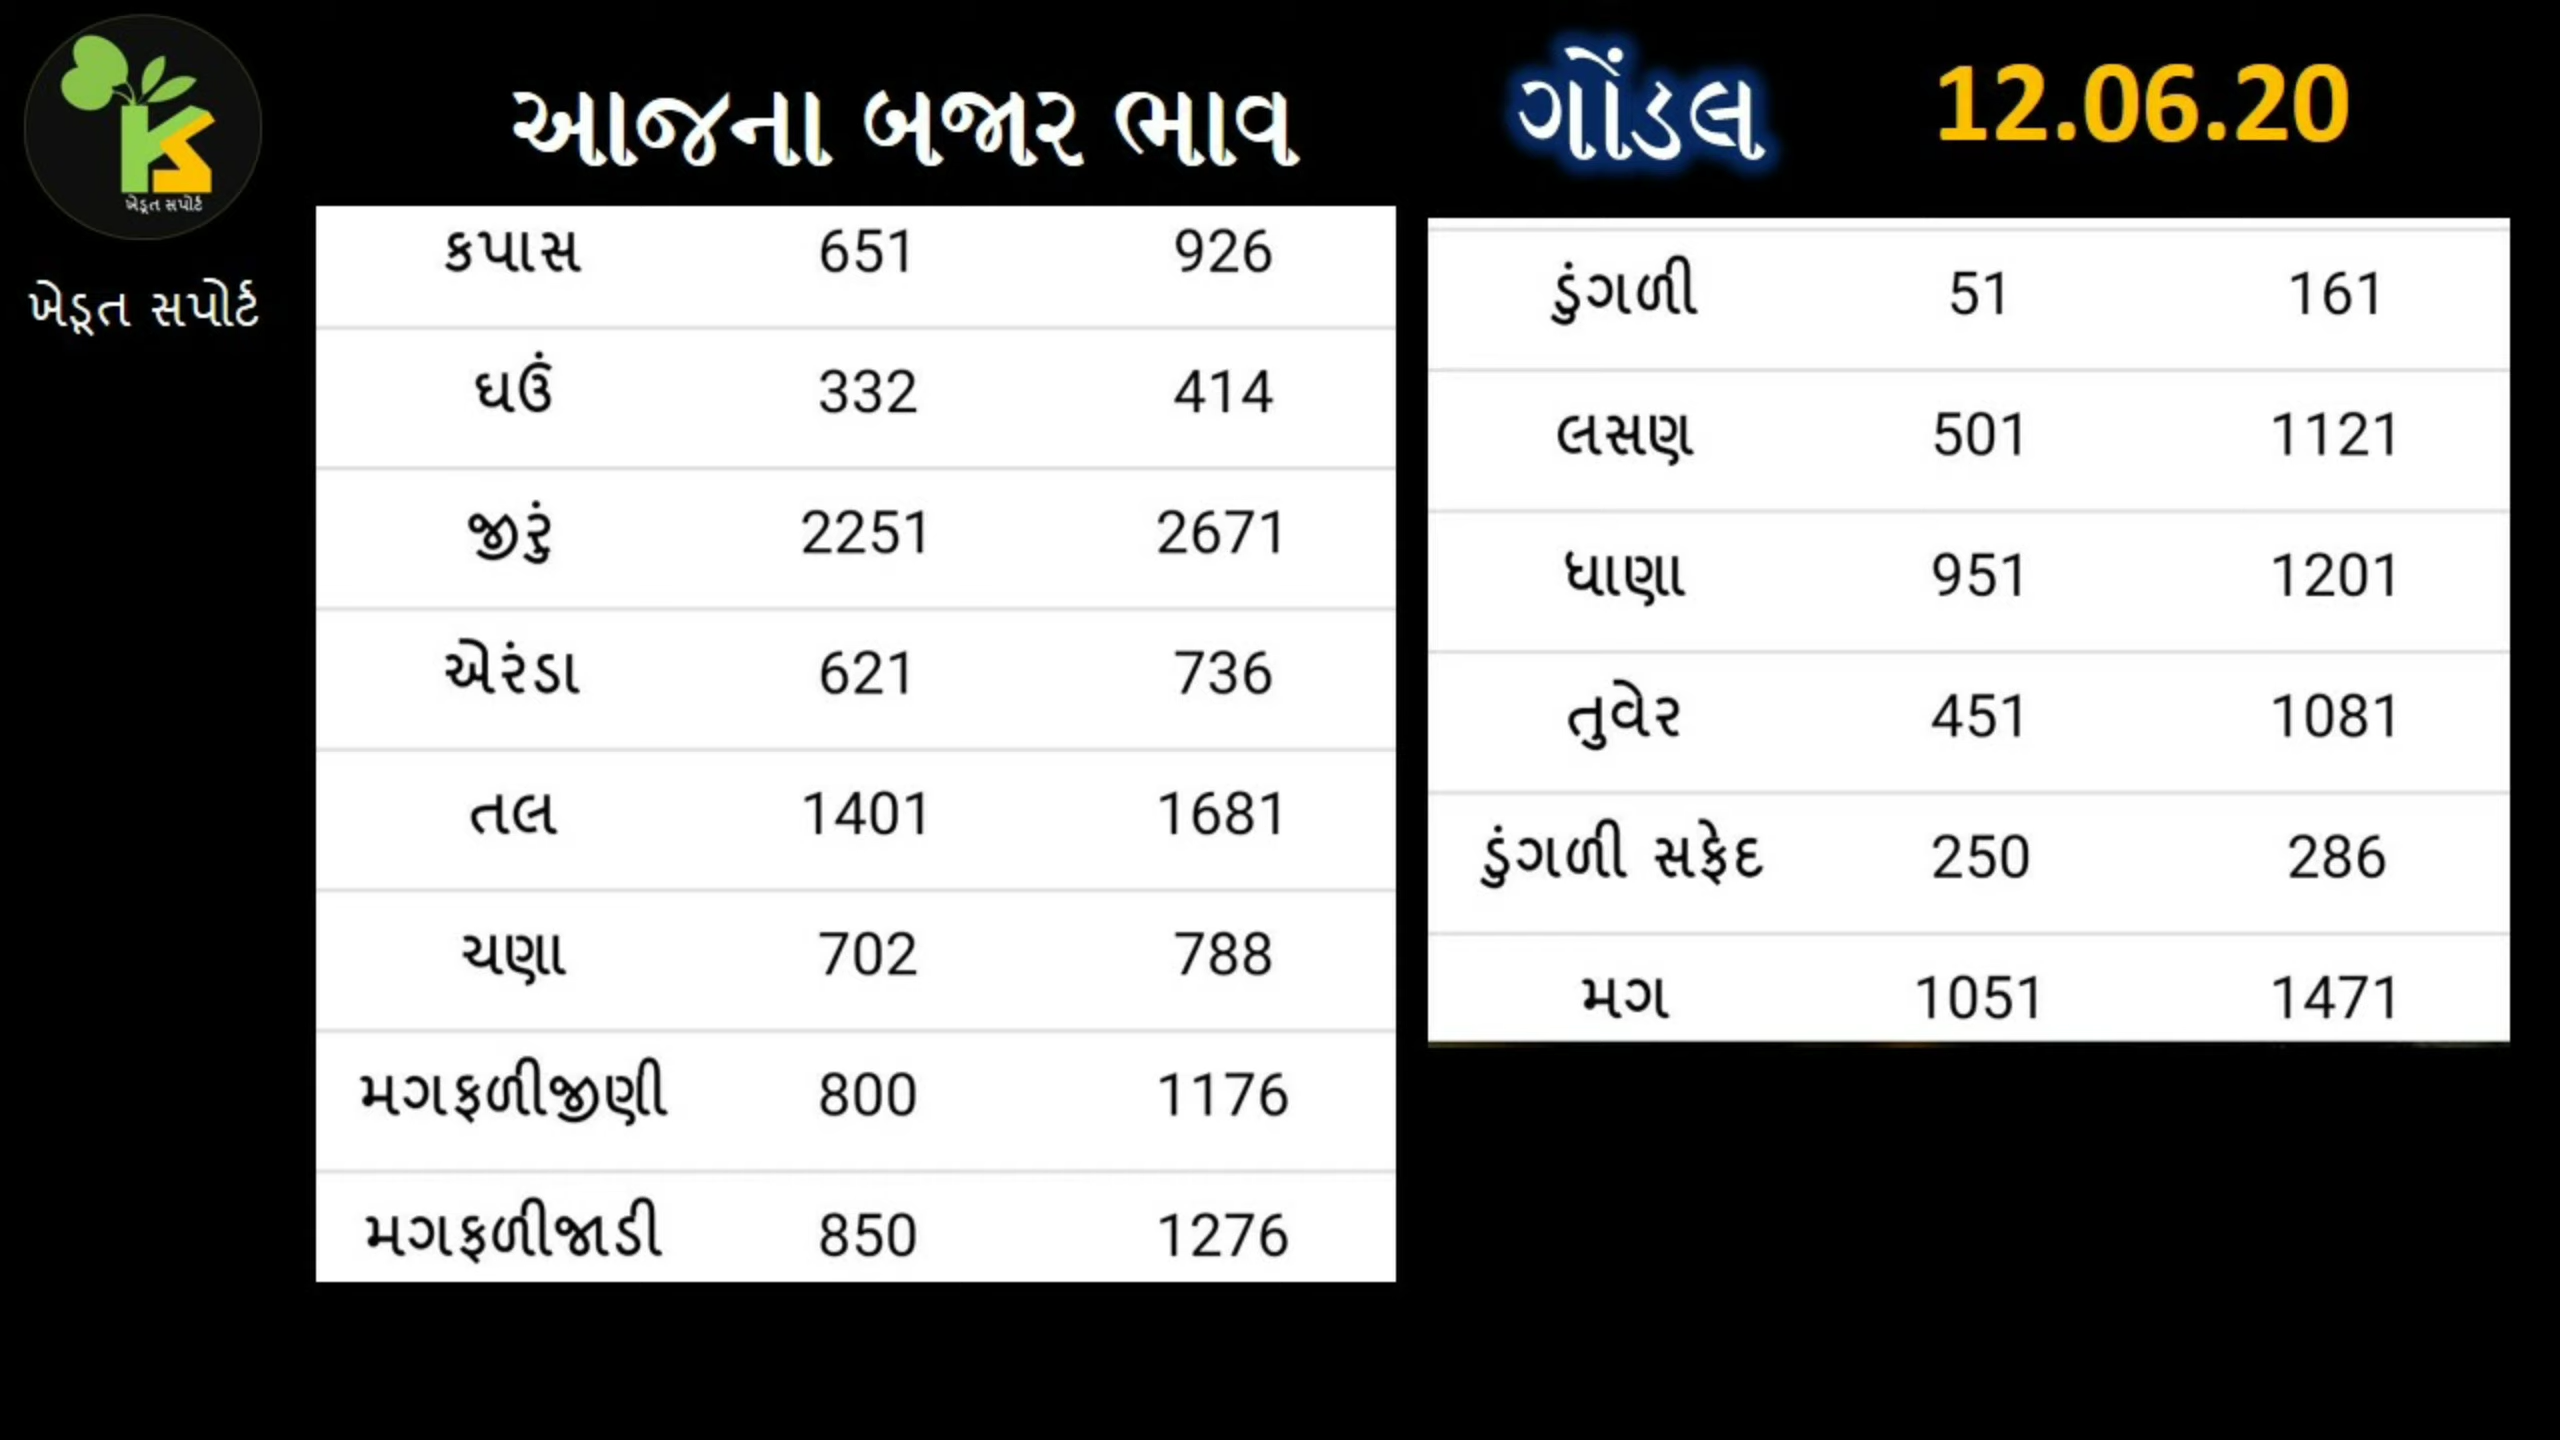 ખેડૂત સપોર્ટ
ખેડૂત સપોર્ટ
આજના બજાર ભાવ ગોંડલ 12.06.20
કપાસ 651 926
ઘઉં 332 414
જીરું 2251 2671
એરંડા 621 736
તલ 1401 1681
ચણા 702 788
મગફળીજીણી 800 1176
મગફળીજાડી 850 1276
ડુંગળી 51 161
લસણ 501 1121
ધાણા 951 1201
તુવેર 451 1081
ડુંગળી સફેદ 250 286
મગ 1051 1471